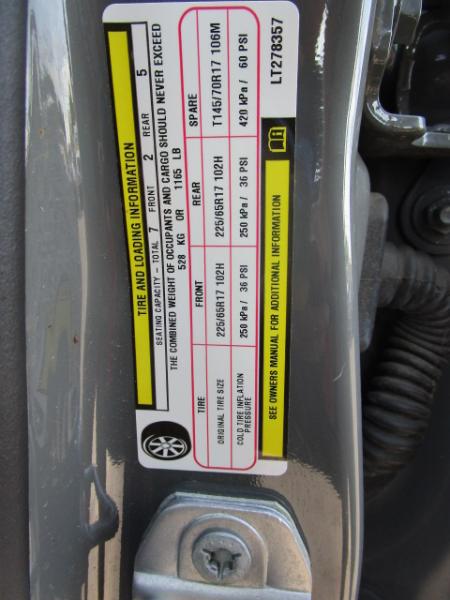 TIRE AND LOADING INFORMATION
SEATING CAPACITY - TOTAL 7 FRONT 2 REAR 5
THE COMBINED WEIGHT OF OCCUPANTS AND CARGO SHOULD NEVER EXCEED
528 KG OR 1165 LB
TIRE FRONT REAR SPARE
ORIGINAL TIRE SIZE 225/65R17 102H 225/65R17 102H T145/70R17 106M
COLD TIRE INFLATION
PRESSURE 250 kPa / 36 PSI 250 kPa / 36 PSI 420 kPa / 60 PSI
SEE OWNERS MANUAL FOR ADDITIONAL INFORMATION
LT278357